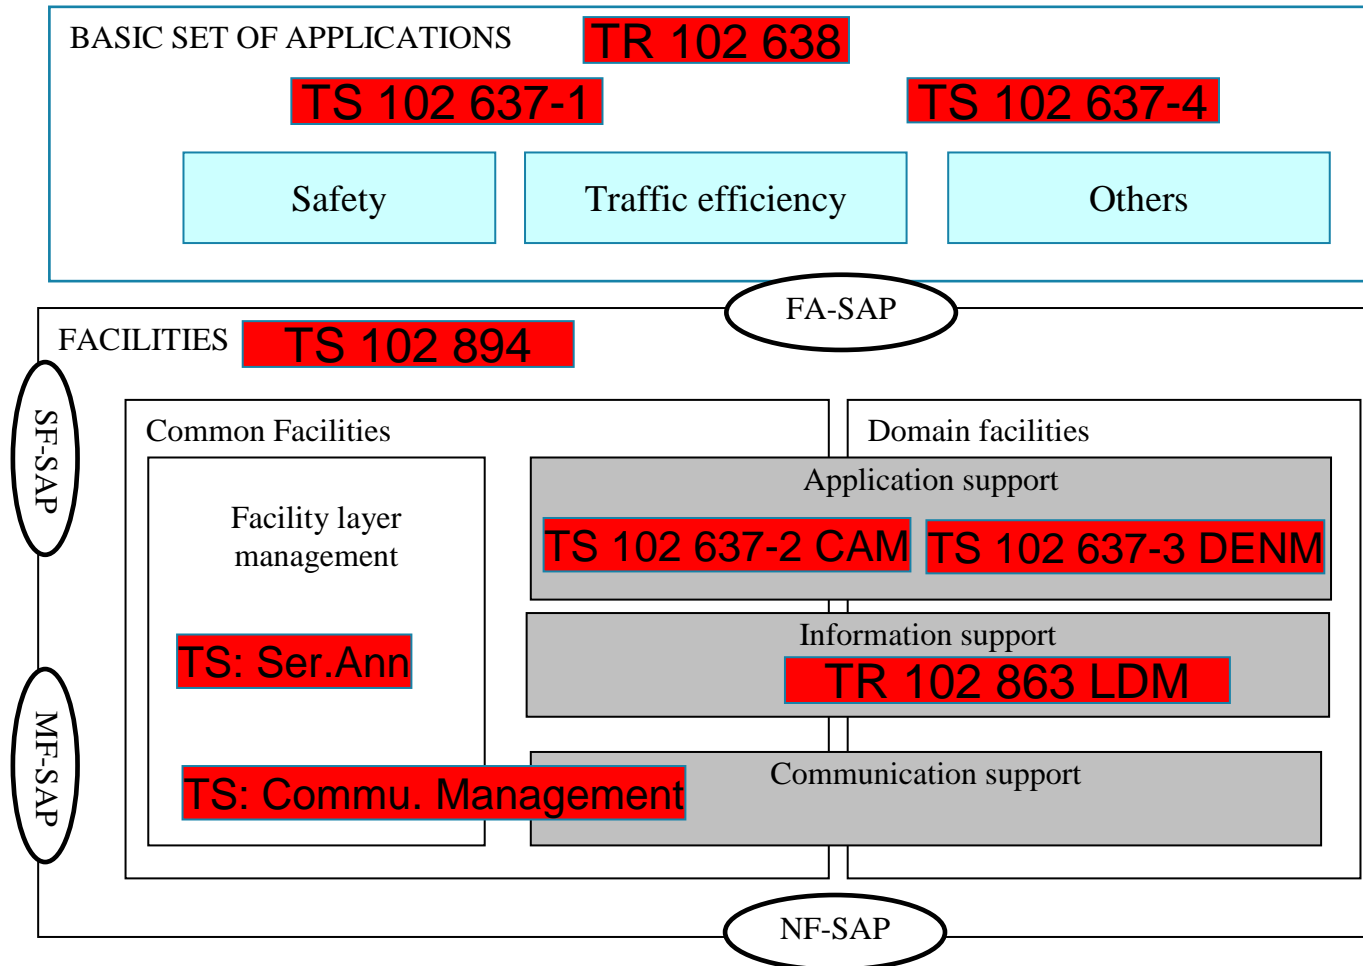 BASIC SET OF APPLICATIONS
TR 102 638
TS 102 637-1
TS 102 637-4
Safety
Traffic efficiency
Others
FA-SAP
FACILITIES
TS 102 894
SF-SAP
MF-SAP
Common Facilities
Domain facilities
Facility layer
management
Application support
TS 102 637-2 CAM
TS 102 637-3 DENM
Information support
TS: Ser.Ann
TR 102 863 LDM
Communication support
TS: Commu. Management
NF-SAP